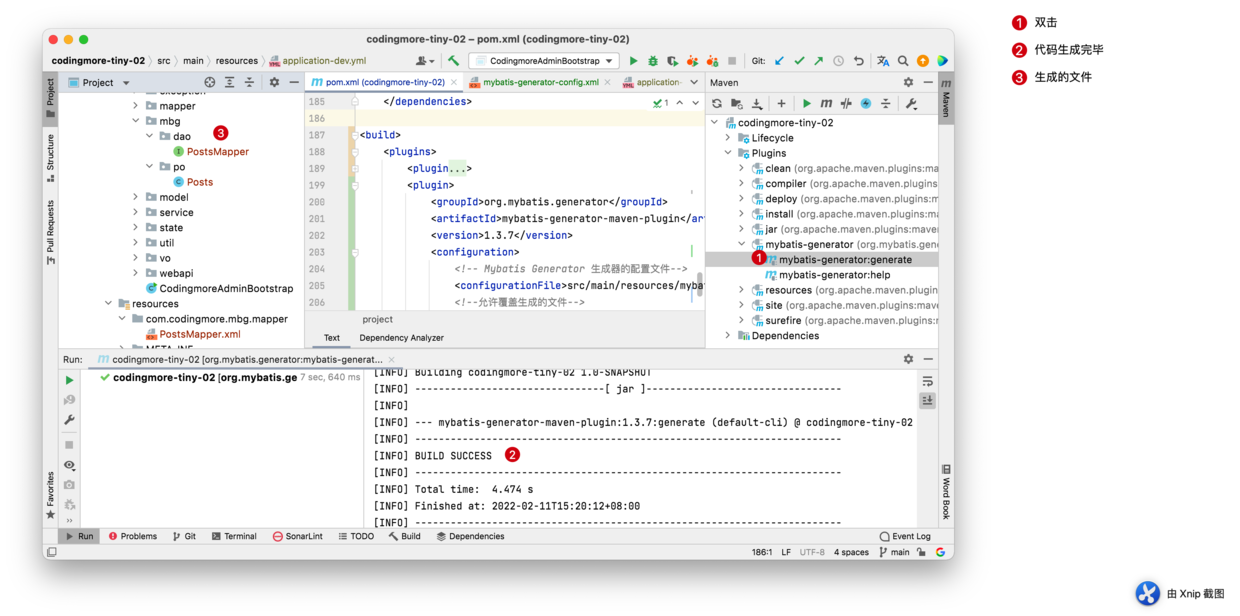 codingmore-tiny-02 – pom.xml (codingmore-tiny-02)
codingmore-tiny-02 〉 src 〉 main 〉 resources 〉 application-dev.yml
CodingmoreAdminBootstrap
Git:
Project
pom.xml (codingmore-tiny-02)
mybatis-generator-config.xml
application-
Maven
Project
Structure
Pull Requests
Favorites
exception
mapper
mbg
dao
3
PostsMapper
po
Posts
model
service
state
util
vo
webapi
CodingmoreAdminBootstrap
resources
com.codingmore.mbg.mapper
PostsMapper.xml
META-INF
1
185 </dependencies>
186
187 <build>
188 <plugins>
189 <plugin...>
199 <plugin>
200 <groupId>org.mybatis.generator</groupId>
201 <artifactId>mybatis-generator-maven-plugin</ar
202 <version>1.3.7</version>
203 <configuration>
204 <!-- Mybatis Generator 生成器的配置文件-->
205 <configurationFile>src/main/resources/myba
206 <!--允许覆盖生成的文件-->
project
Text
Dependency Analyzer
codingmore-tiny-02
Lifecycle
Plugins
clean (org.apache.maven.plugins:ma
compiler (org.apache.maven.plugins
deploy (org.apache.maven.plugins:m
install (org.apache.maven.plugins:ma
jar (org.apache.maven.plugins:maven
mybatis-generator (org.mybatis.gene
1 mybatis-generator:generate
mybatis-generator:help
resources (org.apache.maven.plugins
site (org.apache.maven.plugins:mave
surefire (org.apache.maven.plugins:r
Dependencies
Maven
Word Book
Run:
codingmore-tiny-02 [org.mybatis.generator:mybatis-generat...
codingmore-tiny-02 [org.mybatis.ge 7 sec, 640 ms
[INFO] Building codingmore-tiny-02 1.0-SNAPSHOT
[INFO] --------------------------------[ jar ]---------------------------------
[INFO]
[INFO] --- mybatis-generator-maven-plugin:1.3.7:generate (default-cli) @ codingmore-tiny-02
[INFO] ------------------------------------------------------------------------
[INFO] BUILD SUCCESS 2
[INFO] ------------------------------------------------------------------------
[INFO] Total time: 4.474 s
[INFO] Finished at: 2022-02-11T15:20:12+08:00
[INFO] ------------------------------------------------------------------------
Run
Problems
Git
Terminal
SonarLint
TODO
Build
Dependencies
Event Log
186:1 LF UTF-8 4 spaces main
1 双击
2 代码生成完毕
3 生成的文件
由 Xnip 截图